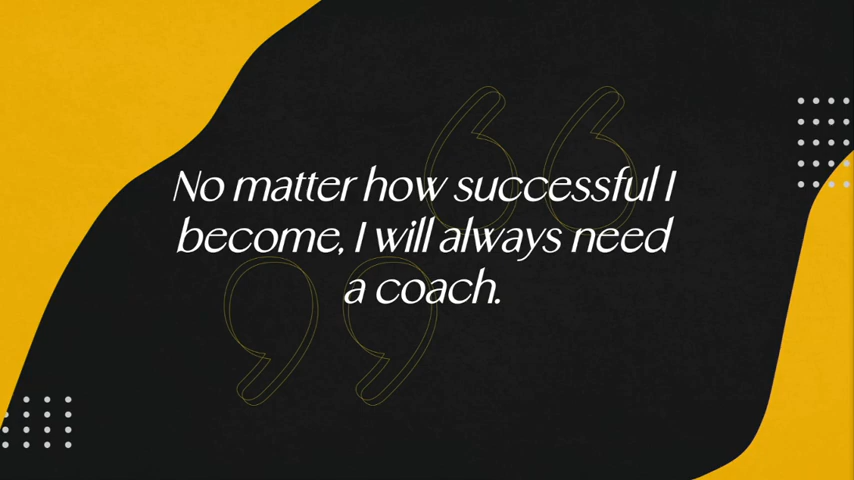 No matter how successful I
become, I will always need
a coach.